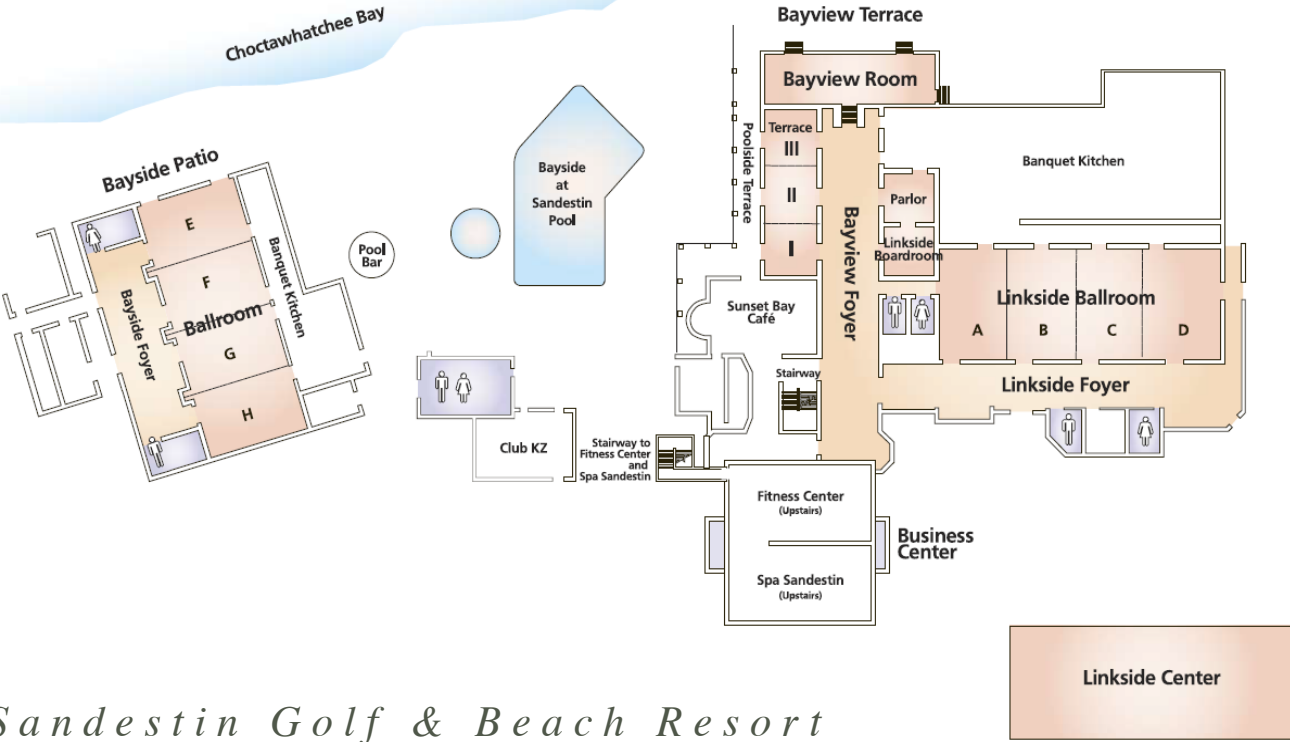 Choctawhatchee Bay
Bayview Terrace
Bayview Room
Bayside Patio
Poolside Terrace
Terrace
III
II
I
Bayview Foyer
Banquet Kitchen
Parlor
Linkside
Boardroom
Bayside
at
Sandestin
Pool
Pool
Bar
E
F
Ballroom
G
H
Banquet Kitchen
Bayside Foyer
Sunset Bay
Café
Linkside Ballroom
A
B
C
D
Stairway
Linkside Foyer
Club KZ
Stairway to
Fitness Center
and
Spa Sandestin
Fitness Center
(Upstairs)
Business
Center
Spa Sandestin
(Upstairs)
Linkside Center
Sandestin Golf & Beach Resort